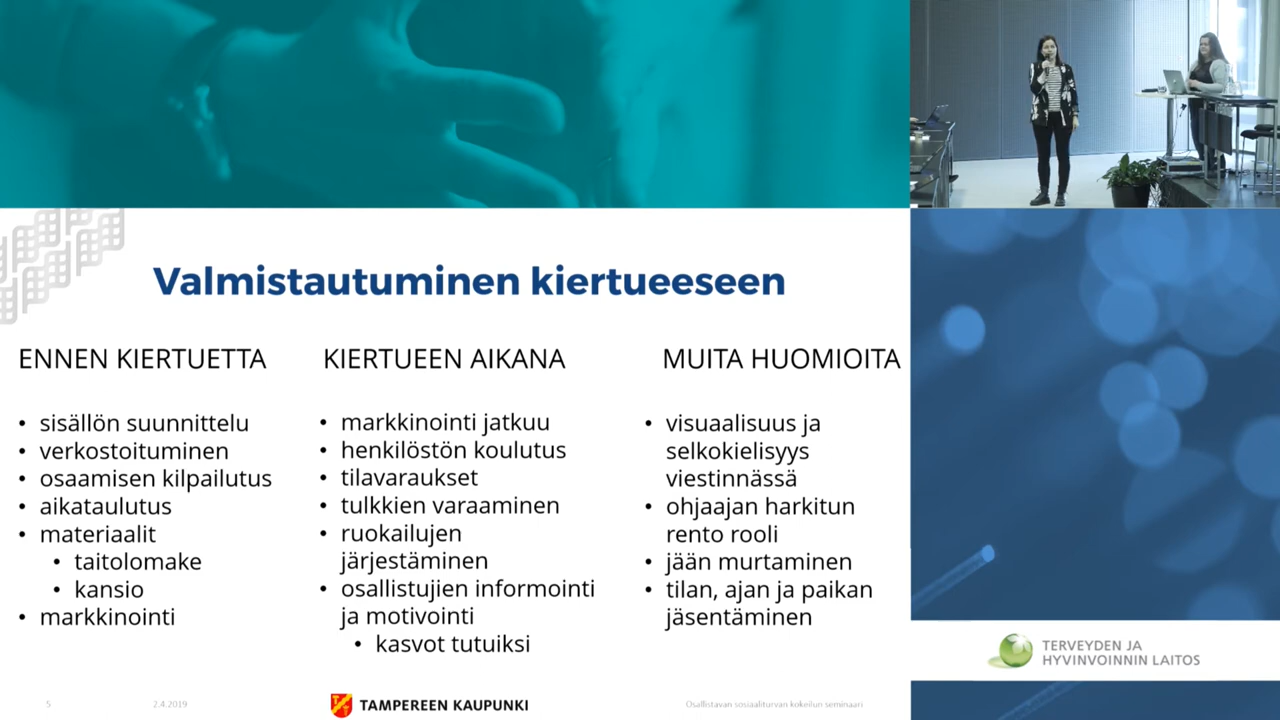 Valmistautuminen kiertueeseen
ENNEN KIERTUETTA
• sisällön suunnittelu
• verkostoituminen
• osaamisen kilpailutus
• aikataulutus
• materiaalit
• taitolomake
• kansio
• markkinointi
KIERTUEEN AIKANA
• markkinointi jatkuu
• henkilöstön koulutus
• tilavaraukset
• tulkkien varaaminen
• ruokailujen
järjestäminen
• osallistujien informointi
ja motivointi
• kasvot tutuiksi
MUITA HUOMIOITA
• visuaalisuus ja
selkokielisyys
viestinnässä
• ohjaajan harkitun
rento rooli
• jään murtaminen
• tilan, ajan ja paikan
jäsentäminen
TERVEYDEN JA
HYVINVOINNIN LAITOS
5
2.4.2019
TAMPEREEN KAUPUNKI
Osallistavan sosiaaliturvan kokeilun seminaari